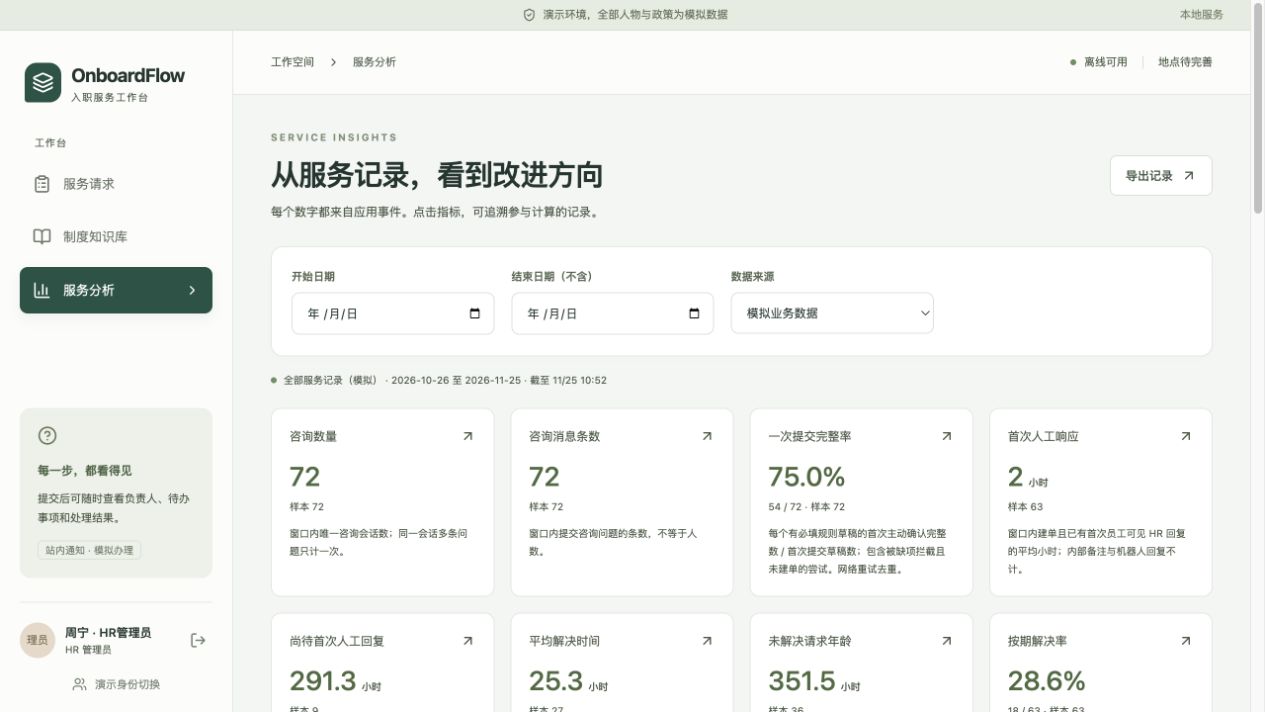 演示环境，全部人物与政策为模拟数据
本地服务
OnboardFlow
入职服务工作台
工作台
服务请求
制度知识库
服务分析
每一步，都看得见
提交后可随时查看负责人、待办
事项和处理结果。
站内通知 · 模拟办理
理员
周宁 · HR管理员
HR 管理员
演示身份切换
工作空间
服务分析
离线可用
地点待完善
SERVICE INSIGHTS
从服务记录，看到改进方向
每个数字都来自应用事件。点击指标，可追溯参与计算的记录。
导出记录
开始日期
年 /月/日
结束日期（不含）
年 /月/日
数据来源
模拟业务数据
全部服务记录（模拟） · 2026-10-26 至 2026-11-25 · 截至 11/25 10:52
咨询数量
72
样本 72
窗口内唯一咨询会话数；同一会话多条问
题只计一次。
咨询消息条数
72
样本 72
窗口内提交咨询问题的条数，不等于人
数。
一次提交完整率
75.0%
54 / 72 · 样本 72
每个有必填规则草稿的首次主动确认完整
数 / 首次提交草稿数；包含被缺项拦截且
未建单的尝试。网络重试去重。
首次人工响应
2 小时
样本 63
窗口内建单且已有首次员工可见 HR 回复
的平均小时；内部备注与机器人回复不
计。
尚待首次人工回复
291.3 小时
样本 9
平均解决时间
25.3 小时
样本 27
未解决请求年龄
351.5 小时
样本 36
按期解决率
28.6%
18 / 63 · 样本 63